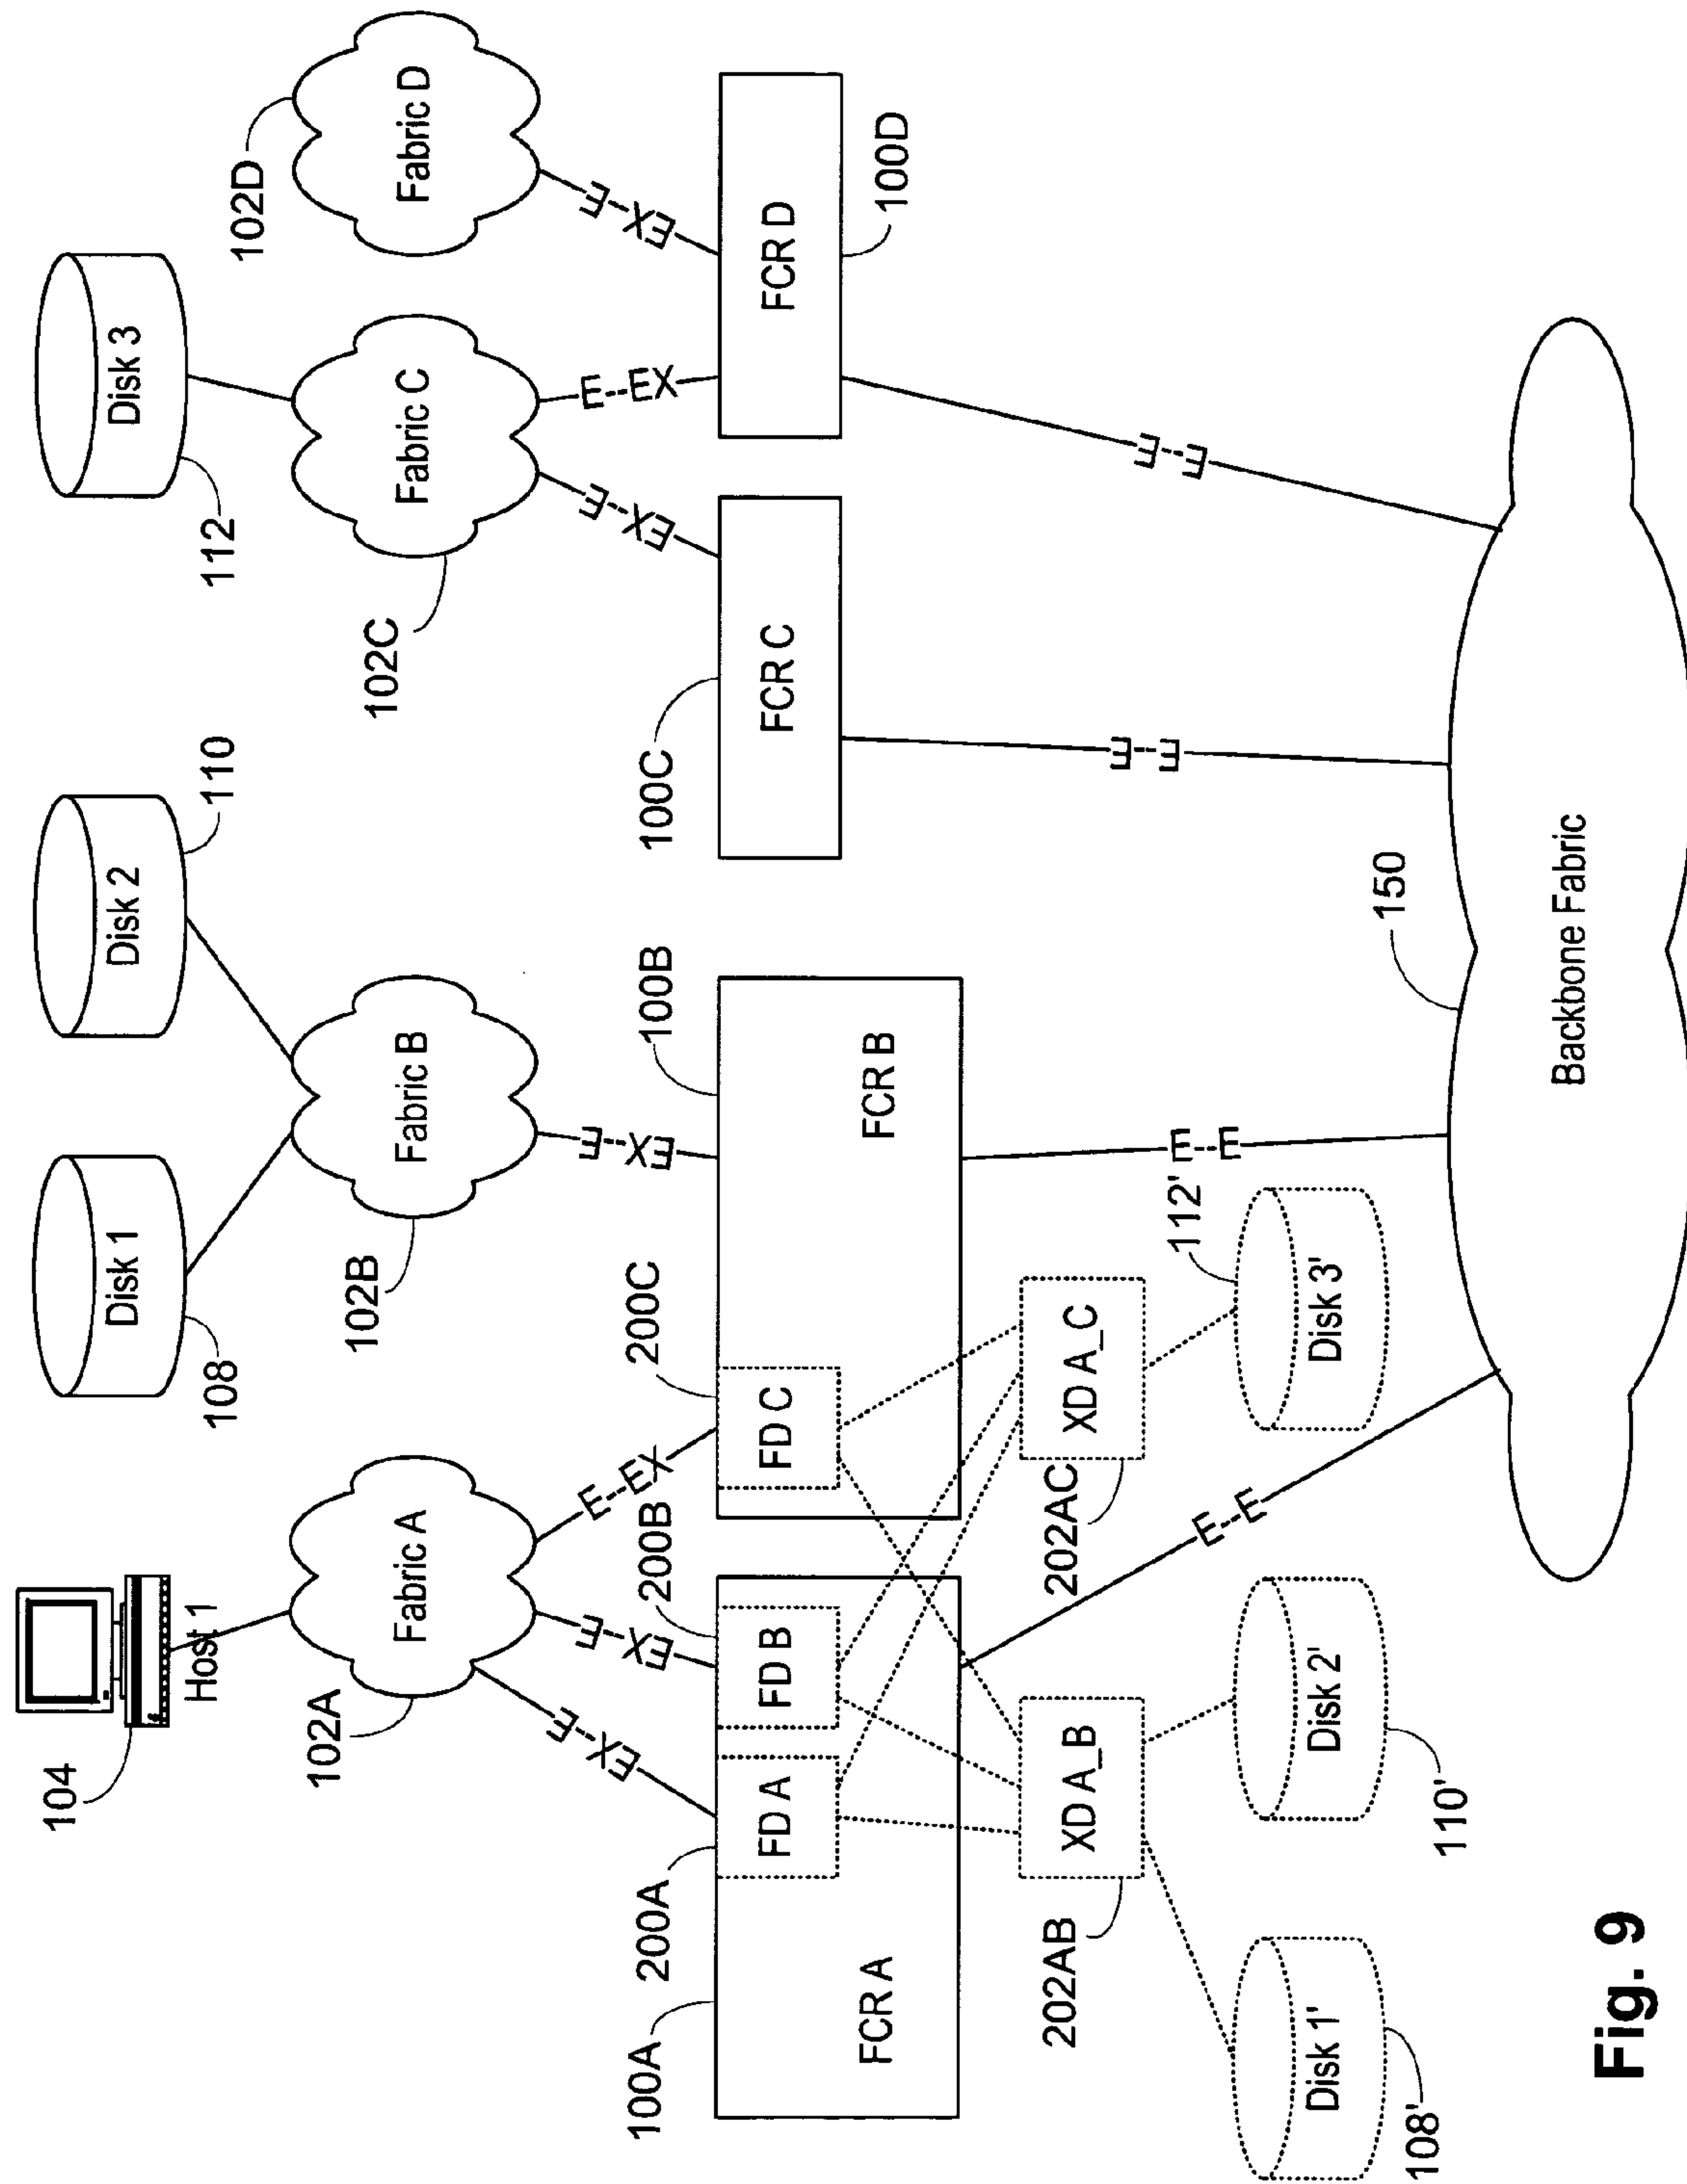 104
Host 1
108
Disk 1
Disk 2
110
112
Disk 3
102A
Fabric A
102B
Fabric B
102C
Fabric C
102D
Fabric D
E--EX
E--EX
E--EX
E--EX
E--EX
E--EX
E--EX
100A
200A
200B
200C
100B
100C
100D
FD A
FD B
FD C
FCR A
FCR B
FCR C
FCR D
202AB
XD A_B
202AC
XD A_C
112'
E--E
E--E
E--E
E--E
108'
Disk 1'
Disk 2'
110'
Disk 3'
150
Backbone Fabric
Fig. 9